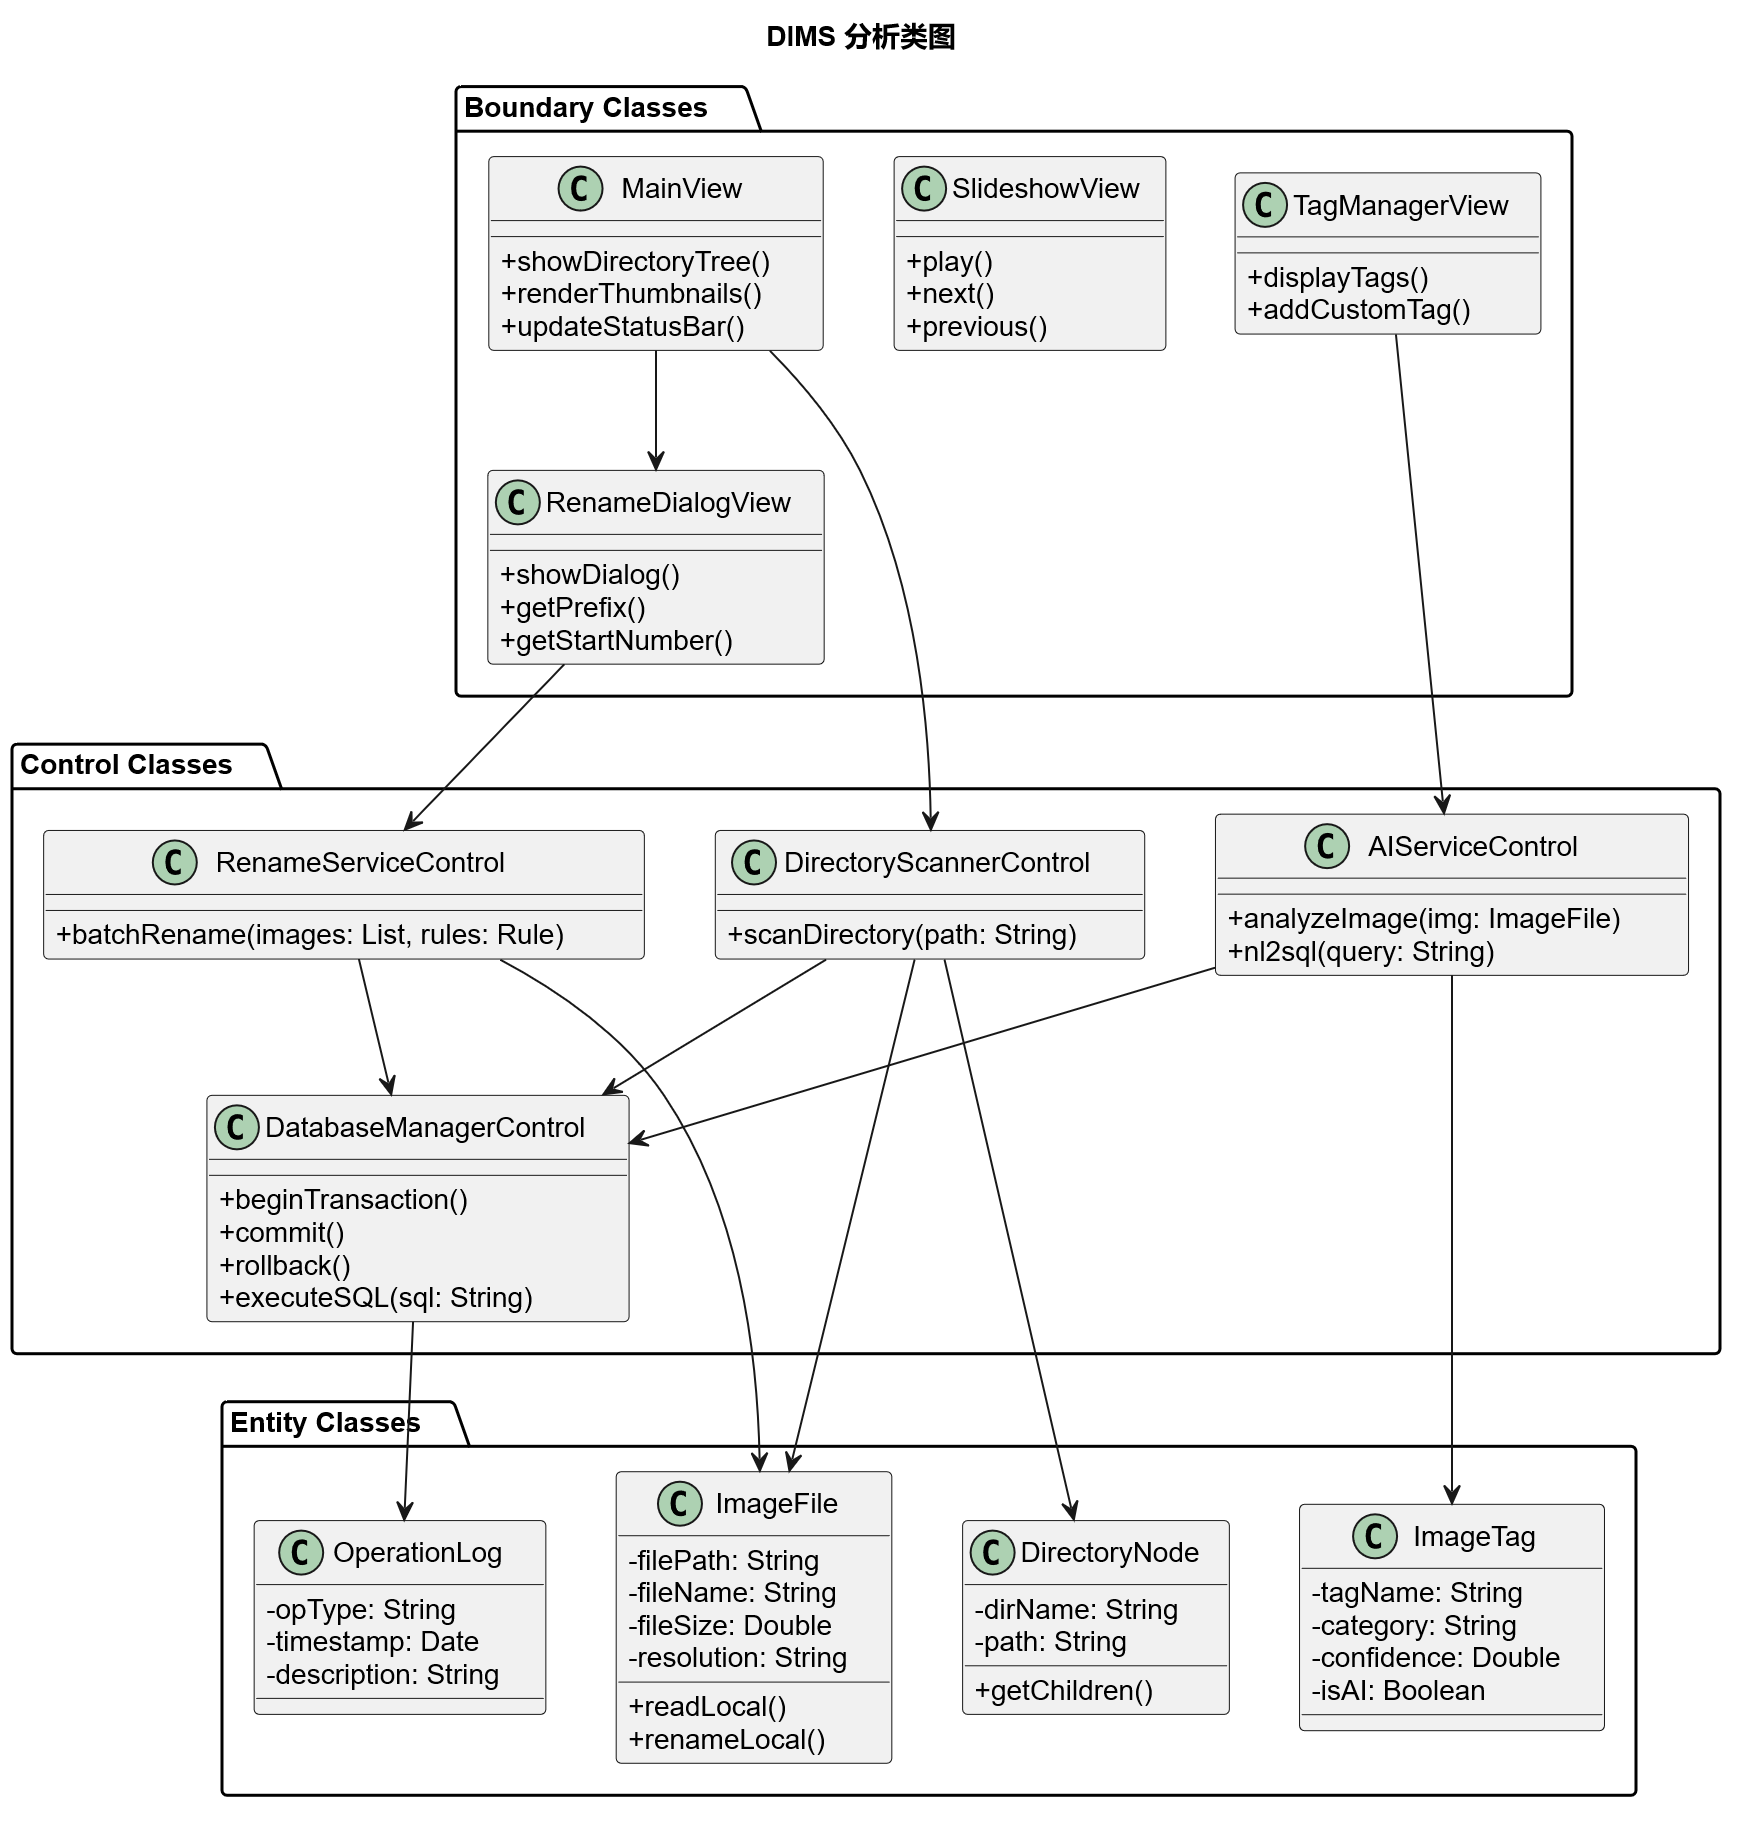 DIMS 分析类图
Boundary Classes
C MainView
+showDirectoryTree()
+renderThumbnails()
+updateStatusBar()
C SlideshowView
+play()
+next()
+previous()
C TagManagerView
+displayTags()
+addCustomTag()
C RenameDialogView
+showDialog()
+getPrefix()
+getStartNumber()
Control Classes
C RenameServiceControl
+batchRename(images: List, rules: Rule)
C DirectoryScannerControl
+scanDirectory(path: String)
C AIServiceControl
+analyzeImage(img: ImageFile)
+nl2sql(query: String)
C DatabaseManagerControl
+beginTransaction()
+commit()
+rollback()
+executeSQL(sql: String)
Entity Classes
C OperationLog
-opType: String
-timestamp: Date
-description: String
C ImageFile
-filePath: String
-fileName: String
-fileSize: Double
-resolution: String
+readLocal()
+renameLocal()
C DirectoryNode
-dirName: String
-path: String
+getChildren()
C ImageTag
-tagName: String
-category: String
-confidence: Double
-isAI: Boolean